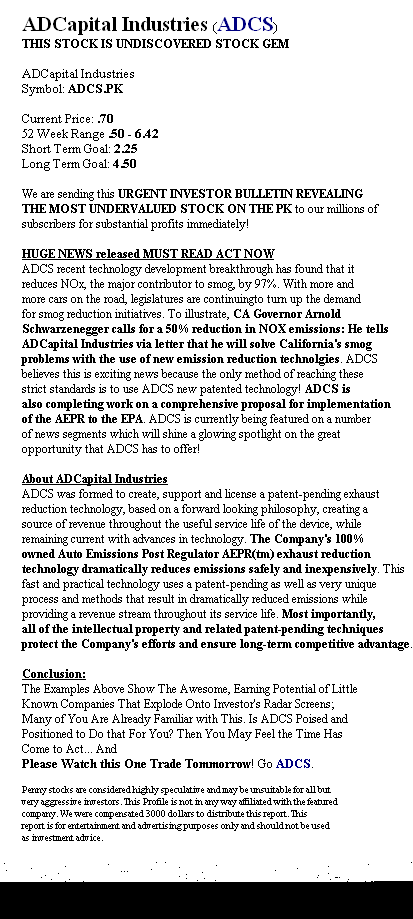 ADCapital Industries (ADCS)
THIS STOCK IS UNDISCOVERED STOCK GEM
ADCapital Industries
Symbol: ADCS.PK
Current Price: .70
52 Week Range .50 - 6.42
Short Term Goal: 2.25
Long Term Goal: 4.50
We are sending this URGENT INVESTOR BULLETIN REVEALING
THE MOST UNDERVALUED STOCK ON THE PK to our millions of
subscribers for substantial profits immediately!
HUGE NEWS released MUST READ ACT NOW
ADCS recent technology development breakthrough has found that it
reduces NOx, the major contributor to smog, by 97%. With more and
more cars on the road, legislatures are continuingto turn up the demand
for smog reduction initiatives. To illustrate, CA Governor Arnold
Schwarzenegger calls for a 50% reduction in NOX emissions: He tells
ADCapital Industries via letter that he will solve California's smog
problems with the use of new emission reduction technolgies. ADCS
believes this is exciting news because the only method of reaching these
strict standards is to use ADCS new patented technology! ADCS is
also completing work on a comprehensive proposal for implementation
of the AEPR to the EPA. ADCS is currently being featured on a number
of news segments which will shine a glowing spotlight on the great
opportunity that ADCS has to offer!
About ADCapital Industries
ADCS was formed to create, support and license a patent-pending exhaust
reduction technology, based on a forward looking philosophy, creating a
source of revenue throughout the useful service life of the device, while
remaining current with advances in technology. The Company's 100%
owned Auto Emissions Post Regulator AEPR(tm) exhaust reduction
technology dramatically reduces emissions safely and inexpensively. This
fast and practical technology uses a patent-pending as well as very unique
process and methods that result in dramatically reduced emissions while
providing a revenue stream throughout its service life. Most importantly,
all of the intellectual property and related patent-pending techniques
protect the Company's efforts and ensure long-term competitive advantage.
Conclusion:
The Examples Above Show The Awesome, Earning Potential of Little
Known Companies That Explode Onto Investor's Radar Screens;
Many of You Are Already Familiar with This. Is ADCS Poised and
Positioned to Do that For You? Then You May Feel the Time Has
Come to Act... And
Please Watch this One Trade Tommorrow! Go ADCS.
Penny stocks are considered highly speculative and may be unsuitable for all but
very aggressive investors. This Profile is not in any way affiliated with the featured
company. We were compensated 3000 dollars to distribute this report. This
report is for entertainment and advertising purposes only and should not be used
as investment advice.